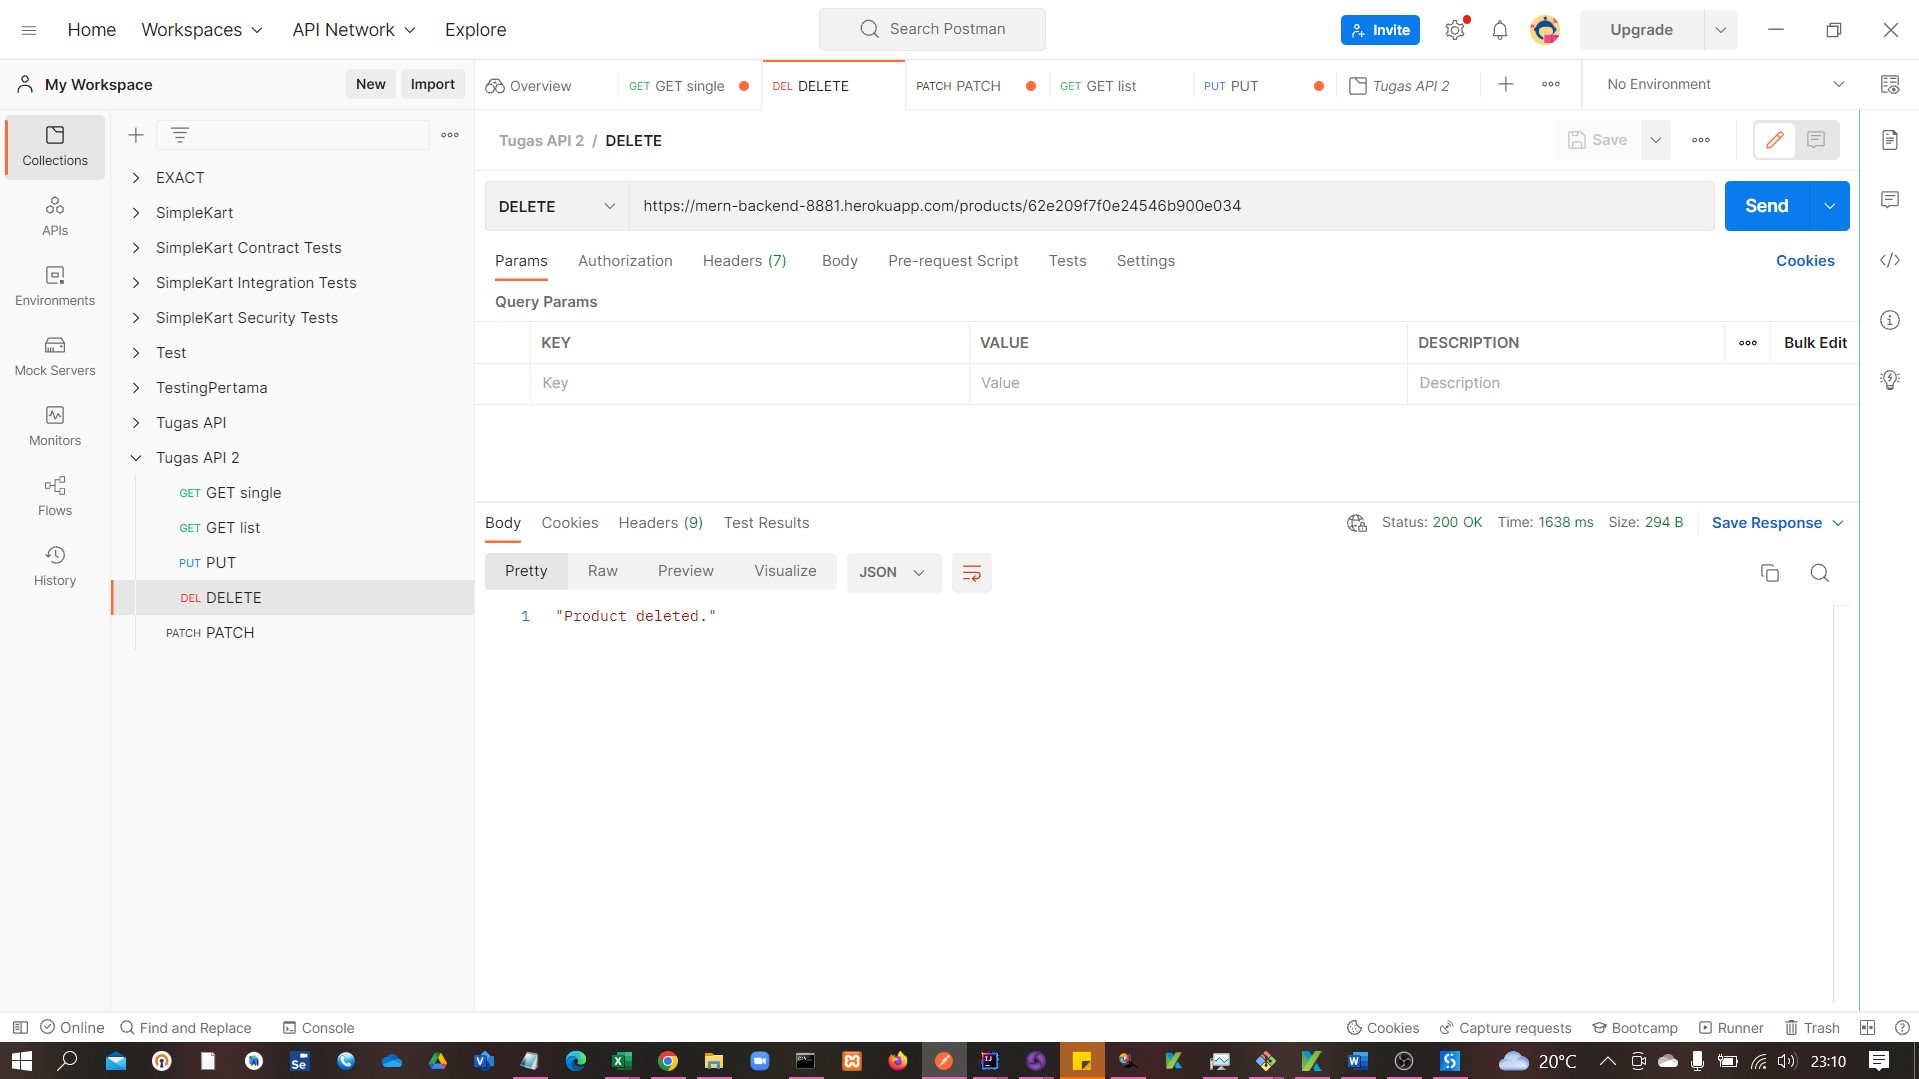 Home Workspaces API Network Explore Search Postman Invite Upgrade
My Workspace New Import
Overview GET GET single DEL DELETE PATCH PATCH GET GET list PUT PUT Tugas API 2 No Environment
Collections
APIs
Environments
Mock Servers
Monitors
Flows
History
EXACT
SimpleKart
SimpleKart Contract Tests
SimpleKart Integration Tests
SimpleKart Security Tests
Test
TestingPertama
Tugas API
Tugas API 2
GET GET single
GET GET list
PUT PUT
DEL DELETE
PATCH PATCH
Tugas API 2 / DELETE Save
DELETE https://mern-backend-8881.herokuapp.com/products/62e209f7f0e24546b900e034 Send
Params Authorization Headers (7) Body Pre-request Script Tests Settings Cookies
Query Params
KEY VALUE DESCRIPTION Bulk Edit
Key Value Description
Body Cookies Headers (9) Test Results Status: 200 OK Time: 1638 ms Size: 294 B Save Response
Pretty Raw Preview Visualize JSON
1 "Product deleted."
Online Find and Replace Console Cookies Capture requests Bootcamp Runner Trash
20°C 23:10